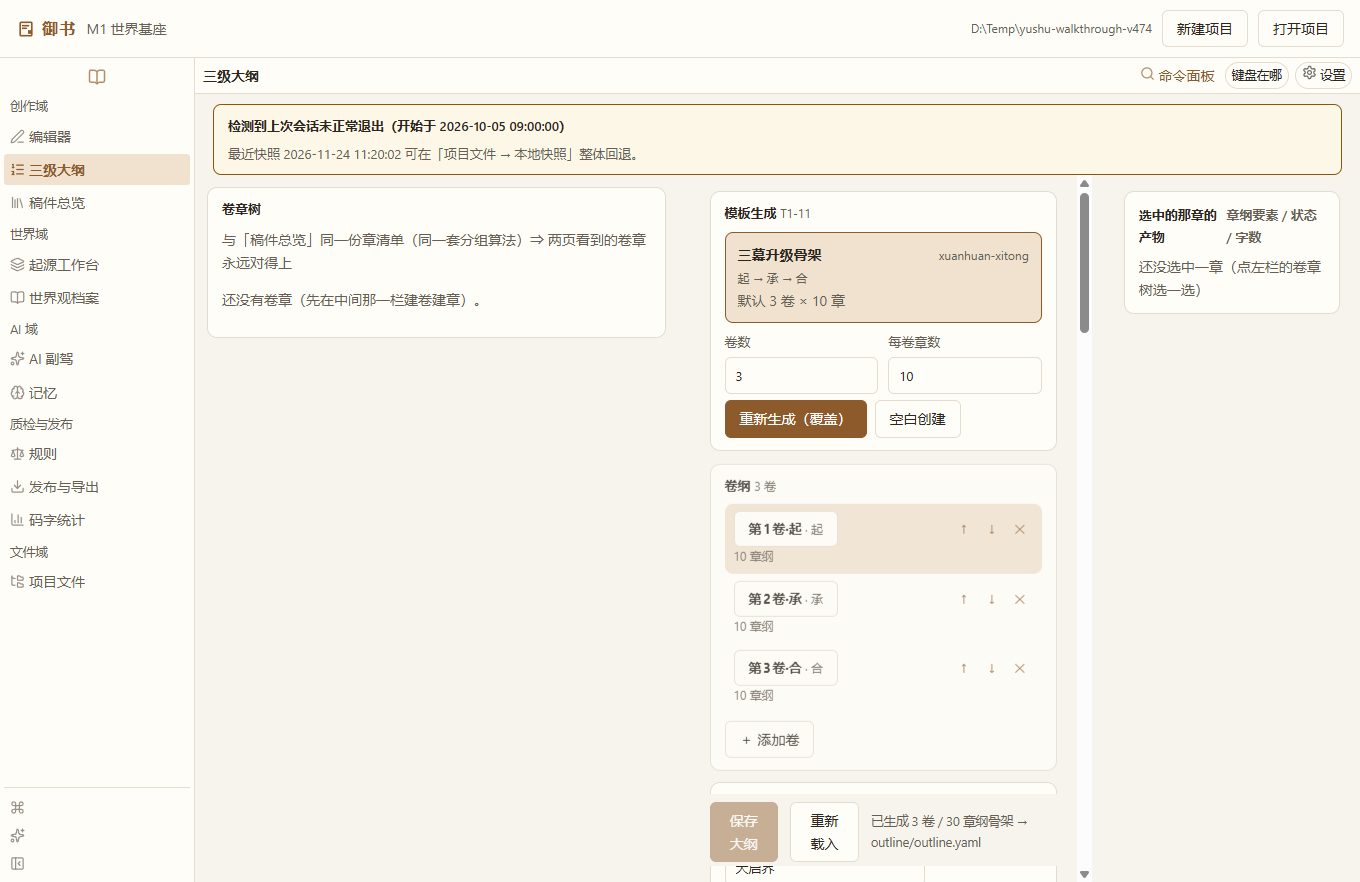 御书 M1 世界基座
D:\Temp\yushu-walkthrough-v474 新建项目 打开项目
三级大纲
命令面板 键盘在哪 设置
创作域
编辑器
三级大纲
稿件总览
世界域
起源工作台
世界观档案
AI 域
AI 副驾
记忆
质检与发布
规则
发布与导出
码字统计
文件域
项目文件
检测到上次会话未正常退出（开始于 2026-10-05 09:00:00）
最近快照 2026-11-24 11:20:02 可在「项目文件 → 本地快照」整体回退。
卷章树
与「稿件总览」同一份章清单（同一套分组算法）⇒ 两页看到的卷章
永远对得上
还没有卷章（先在中间那一栏建卷建章）。
模板生成 T1-11
三幕升级骨架 xuanhuan-xitong
起 → 承 → 合
默认 3 卷 × 10 章
卷数 每卷章数
3 10
重新生成（覆盖） 空白创建
卷纲 3 卷
第1卷·起 · 起 ↑ ↓ ×
10 章纲
第2卷·承 · 承 ↑ ↓ ×
10 章纲
第3卷·合 · 合 ↑ ↓ ×
10 章纲
+ 添加卷
保存
大纲
重新
载入
已生成 3 卷 / 30 章纲骨架 →
outline/outline.yaml
天启界
选中的那章的 章纲要素 / 状态
产物 / 字数
还没选中一章（点左栏的卷章
树选一选）